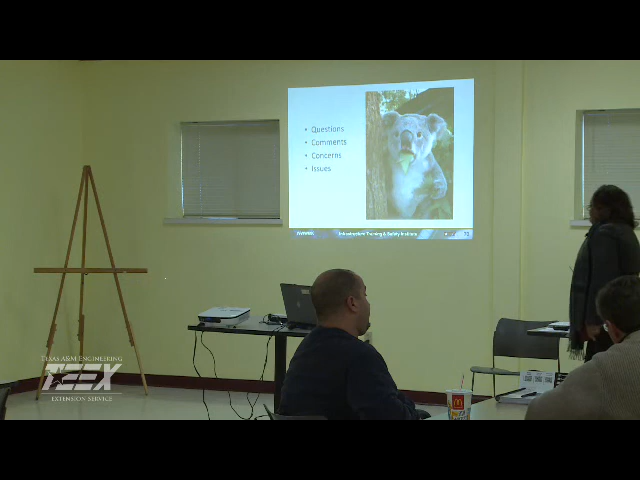 • Questions
• Comments
• Concerns
• Issues
Infrastructure Training & Safety Institute
TEXAS A&M ENGINEERING
TEEX
EXTENSION SERVICE